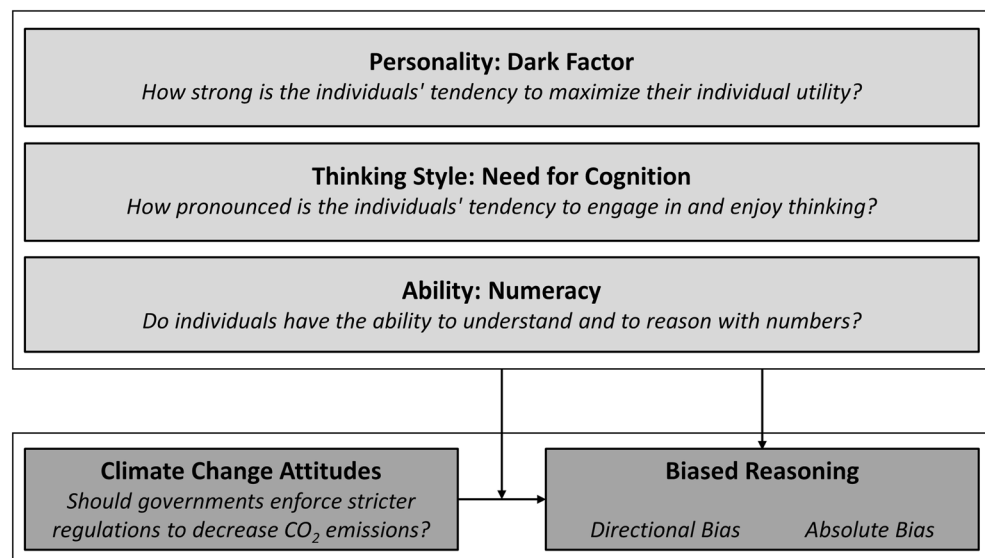 Personality: Dark Factor
How strong is the individuals' tendency to maximize their individual utility?
Thinking Style: Need for Cognition
How pronounced is the individuals' tendency to engage in and enjoy thinking?
Ability: Numeracy
Do individuals have the ability to understand and to reason with numbers?
Climate Change Attitudes
Should governments enforce stricter
regulations to decrease CO₂ emissions?
Biased Reasoning
Directional Bias Absolute Bias